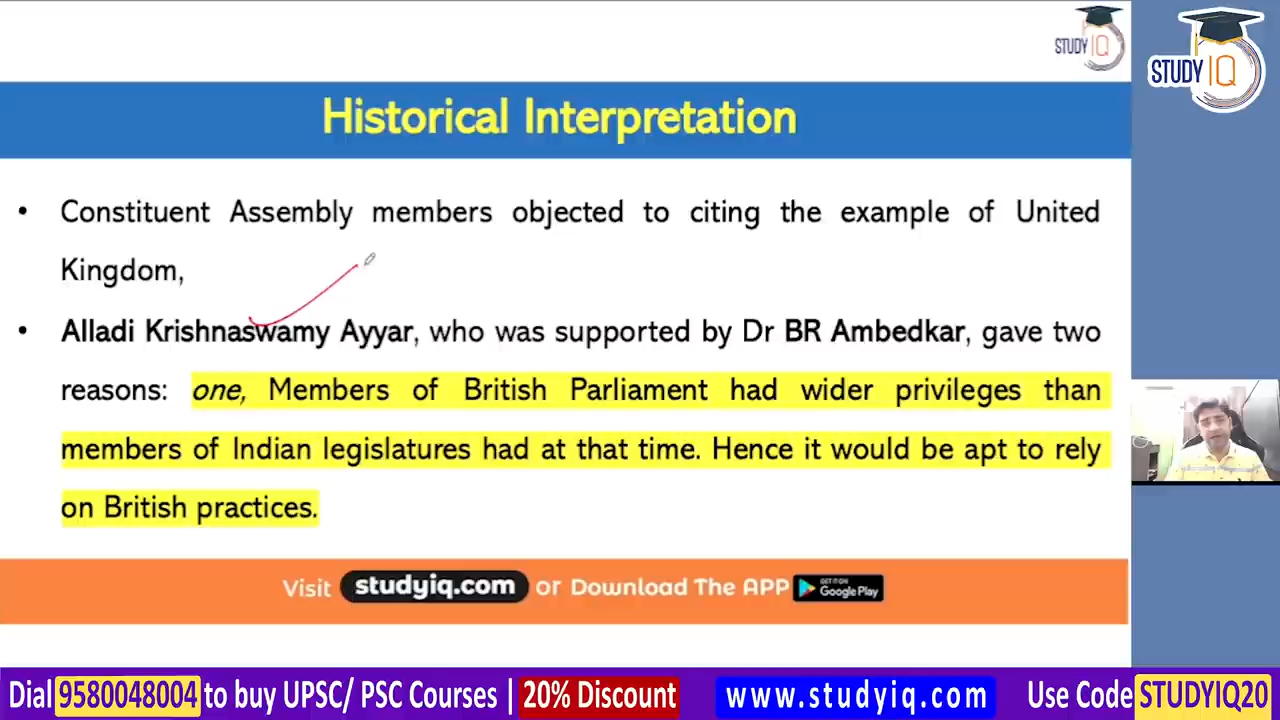 STUDY IQ
STUDY IQ
Historical Interpretation
• Constituent Assembly members objected to citing the example of United
Kingdom,
• Alladi Krishnaswamy Ayyar, who was supported by Dr BR Ambedkar, gave two
reasons: one, Members of British Parliament had wider privileges than
members of Indian legislatures had at that time. Hence it would be apt to rely
on British practices.
Visit studyiq.com or Download The APP GET IT ON Google Play
Dial 9580048004 to buy UPSC/ PSC Courses | 20% Discount www.studyiq.com Use Code STUDYIQ20